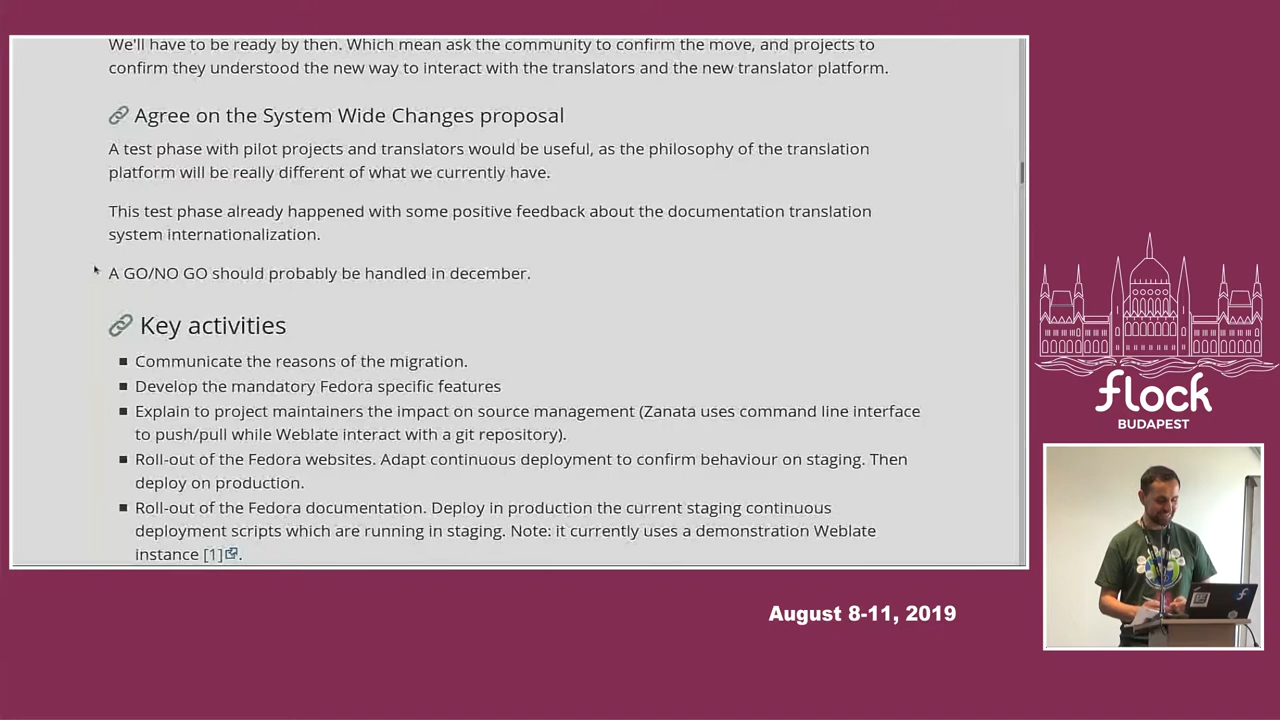 We'll have to be ready by then. Which mean ask the community to confirm the move, and projects to
confirm they understood the new way to interact with the translators and the new translator platform.
Agree on the System Wide Changes proposal
A test phase with pilot projects and translators would be useful, as the philosophy of the translation
platform will be really different of what we currently have.
This test phase already happened with some positive feedback about the documentation translation
system internationalization.
A GO/NO GO should probably be handled in december.
Key activities
Communicate the reasons of the migration.
Develop the mandatory Fedora specific features
Explain to project maintainers the impact on source management (Zanata uses command line interface
to push/pull while Weblate interact with a git repository).
Roll-out of the Fedora websites. Adapt continuous deployment to confirm behaviour on staging. Then
deploy on production.
Roll-out of the Fedora documentation. Deploy in production the current staging continuous
deployment scripts which are running in staging. Note: it currently uses a demonstration Weblate
instance [1].
flock
BUDAPEST
August 8-11, 2019